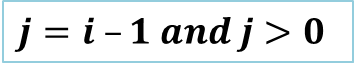 j = i – 1 and j > 0